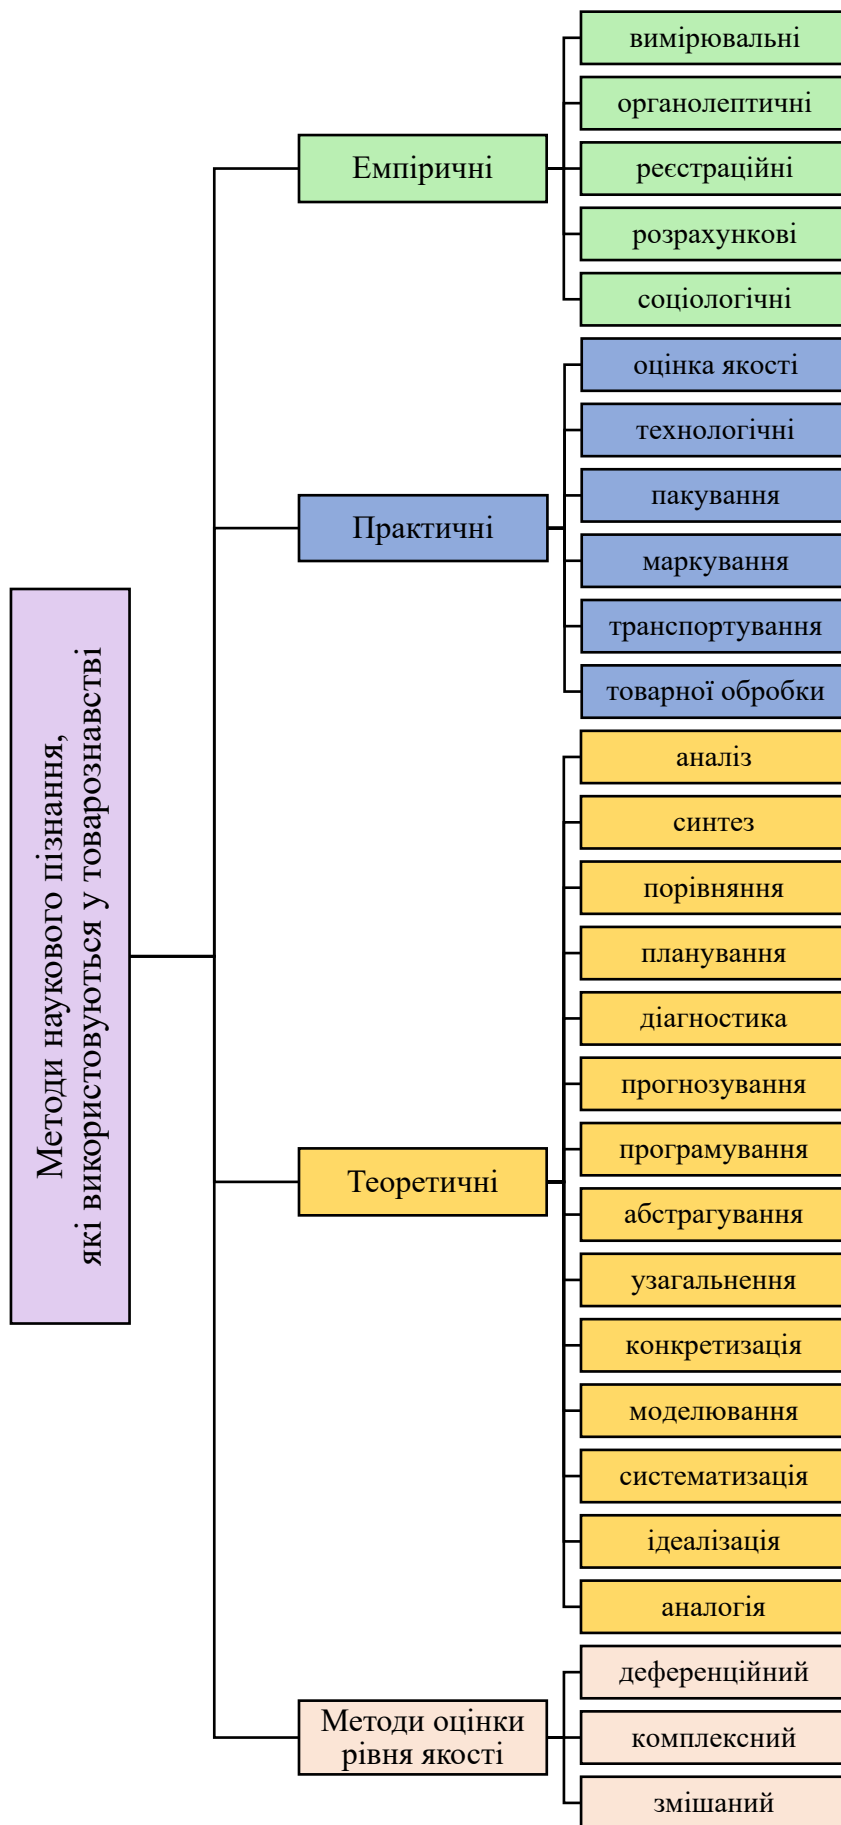 Методи наукового пізнання,
які використовуються у товарознавстві
Емпіричні
вимірювальні
органолептичні
реєстраційні
розрахункові
соціологічні
Практичні
оцінка якості
технологічні
пакування
маркування
транспортування
товарної обробки
Теоретичні
аналіз
синтез
порівняння
планування
діагностика
прогнозування
програмування
абстрагування
узагальнення
конкретизація
моделювання
систематизація
ідеалізація
аналогія
Методи оцінки
рівня якості
деференційний
комплексний
змішаний